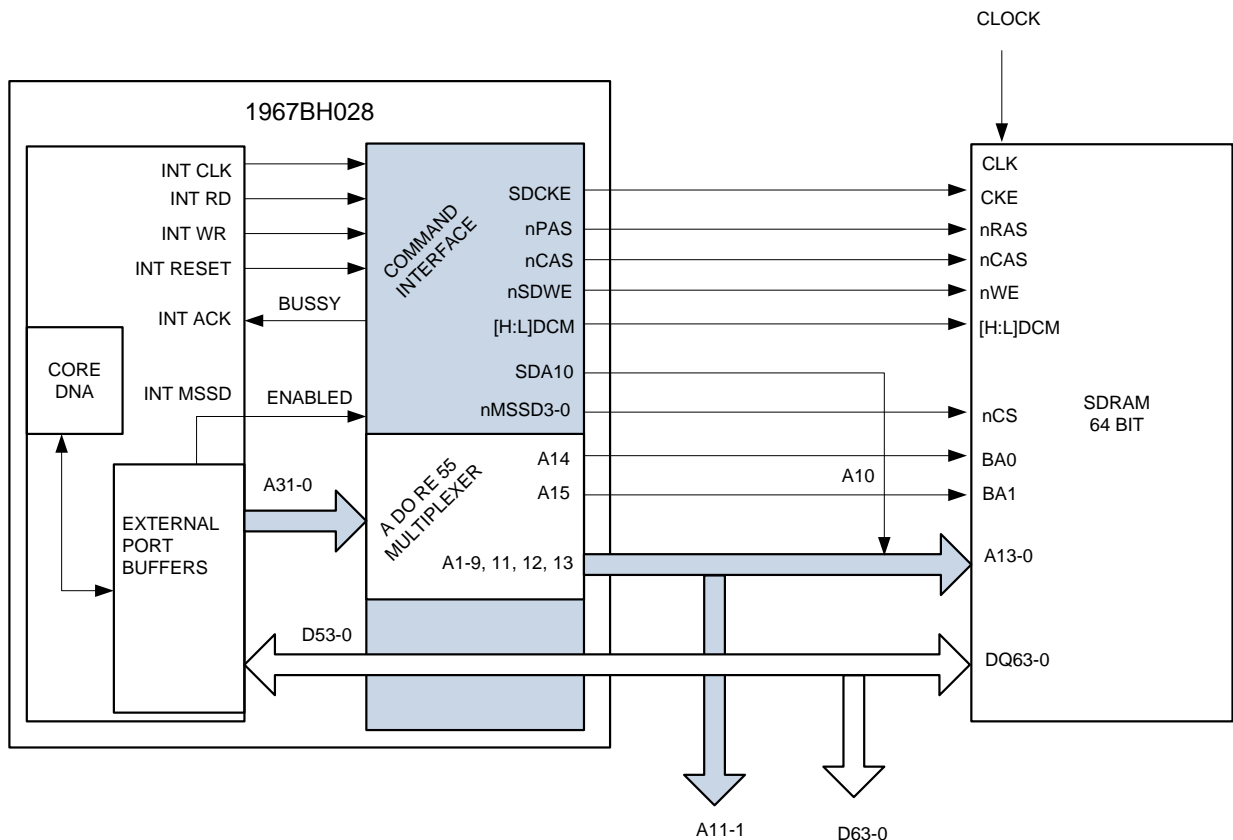 CLOCK
1967BH028
INT CLK
INT RD
INT WR
INT RESET
BUSSY
INT ACK
CORE
DNA
INT MSSD
ENABLED
A31-0
EXTERNAL
PORT
BUFFERS
D53-0
COMMAND
INTERFACE
SDCKE
nPAS
nCAS
nSDWE
[H:L]DCM
SDA10
nMSSD3-0
A DO RE 55
MULTIPLEXER
A14
A15
A1-9, 11, 12, 13
A10
CLK
CKE
nRAS
nCAS
nWE
[H:L]DCM
SDRAM
64 BIT
nCS
BA0
BA1
A13-0
DQ63-0
A11-1
D63-0